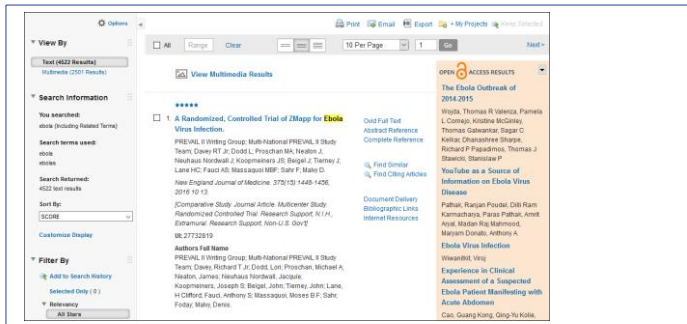 Options
Print
Email
Export
+ My Projects
Keep Selected
View By
Text (4522 Results)
Multimedia (2501 Results)
Search Information
You searched:
ebola (Including Related Terms)
Search terms used:
ebola
ebolas
Search Returned:
4522 text results
Sort By:
SCORE
Customize Display
Filter By
Add to Search History
Selected Only ( 0 )
Relevancy
All Stars
All
Range
Clear
10 Per Page
1
Go
Next
View Multimedia Results
1. A Randomized, Controlled Trial of ZMapp for Ebola
Virus Infection.
PREVAIL II Writing Group; Multi-National PREVAIL II Study
Team; Davey RT Jr; Dodd L; Proschan MA; Neaton J;
Neuhaus Nordwall J; Koopmeiners JS; Beigel J; Tierney J;
Lane HC; Fauci AS; Massaquoi MBF; Sahr F; Malvy D.
New England Journal of Medicine. 375(15):1448-1456,
2016 10 13.
[Comparative Study. Journal Article. Multicenter Study.
Randomized Controlled Trial. Research Support, N.I.H.,
Extramural. Research Support, Non-U.S. Gov't]
UI: 27732819
Authors Full Name
PREVAIL II Writing Group; Multi-National PREVAIL II Study
Team; Davey, Richard T Jr; Dodd, Lori; Proschan, Michael A;
Neaton, James; Neuhaus Nordwall, Jacquie;
Koopmeiners, Joseph S; Beigel, John; Tierney, John; Lane,
H Clifford; Fauci, Anthony S; Massaquoi, Moses B F; Sahr,
Foday; Malvy, Denis.
Ovid Full Text
Abstract Reference
Complete Reference
Find Similar
Find Citing Articles
Document Delivery
Bibliographic Links
Internet Resources
OPEN ACCESS RESULTS
The Ebola Outbreak of
2014-2015
Wojda, Thomas R Valenza, Pamela
L Cornejo, Kristine McGinley,
Thomas Galwankar, Sagar C
Kelkar, Dhanashree Sharpe,
Richard P Papadimos, Thomas J
Stawicki, Stanislaw P
YouTube as a Source of
Information on Ebola Virus
Disease
Pathak, Ranjan Poudel, Dilli Ram
Karmacharya, Paras Pathak, Amrit
Aryal, Madan Raj Mahmood,
Maryam Donato, Anthony A
Ebola Virus Infection
Wiwanitkit, Viroj
Experience in Clinical
Assessment of a Suspected
Ebola Patient Manifesting with
Acute Abdomen
Cao, Guang Kong, Qing-Yu Kolie,